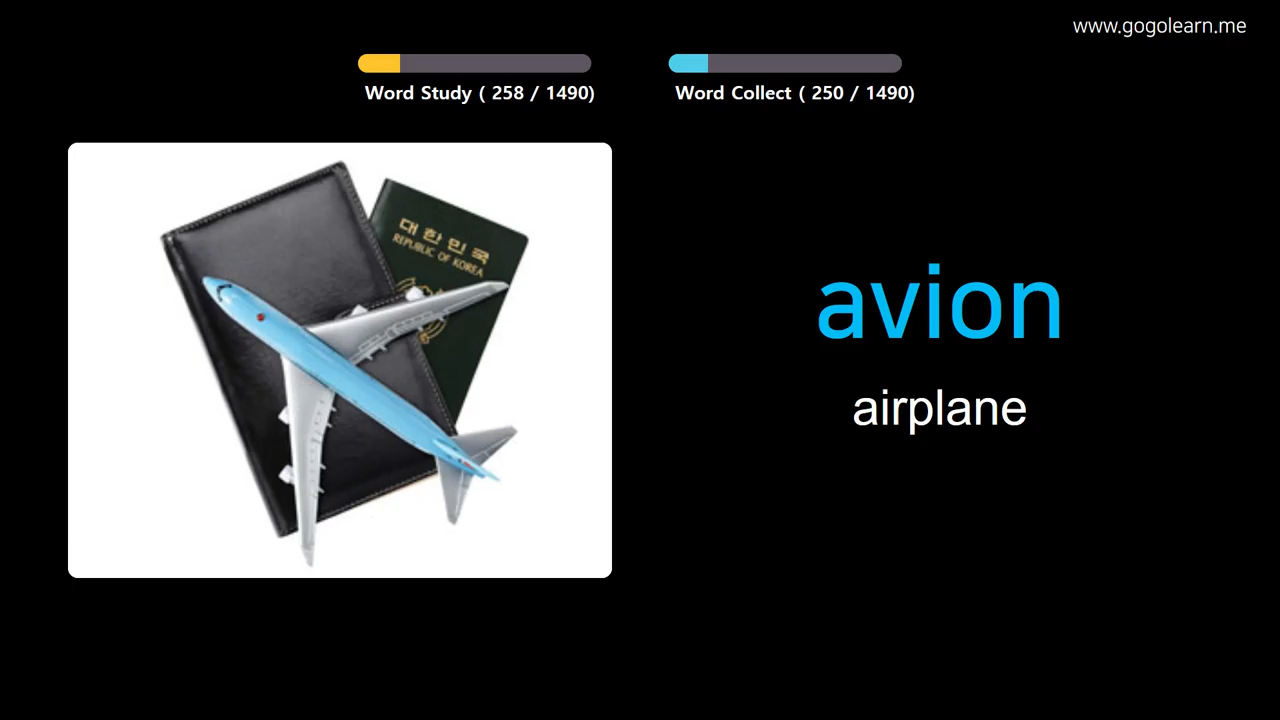 www.gogolearn.me
Word Study ( 258 / 1490)
Word Collect ( 250 / 1490)
대한민국
REPUBLIC OF KOREA
avion
airplane